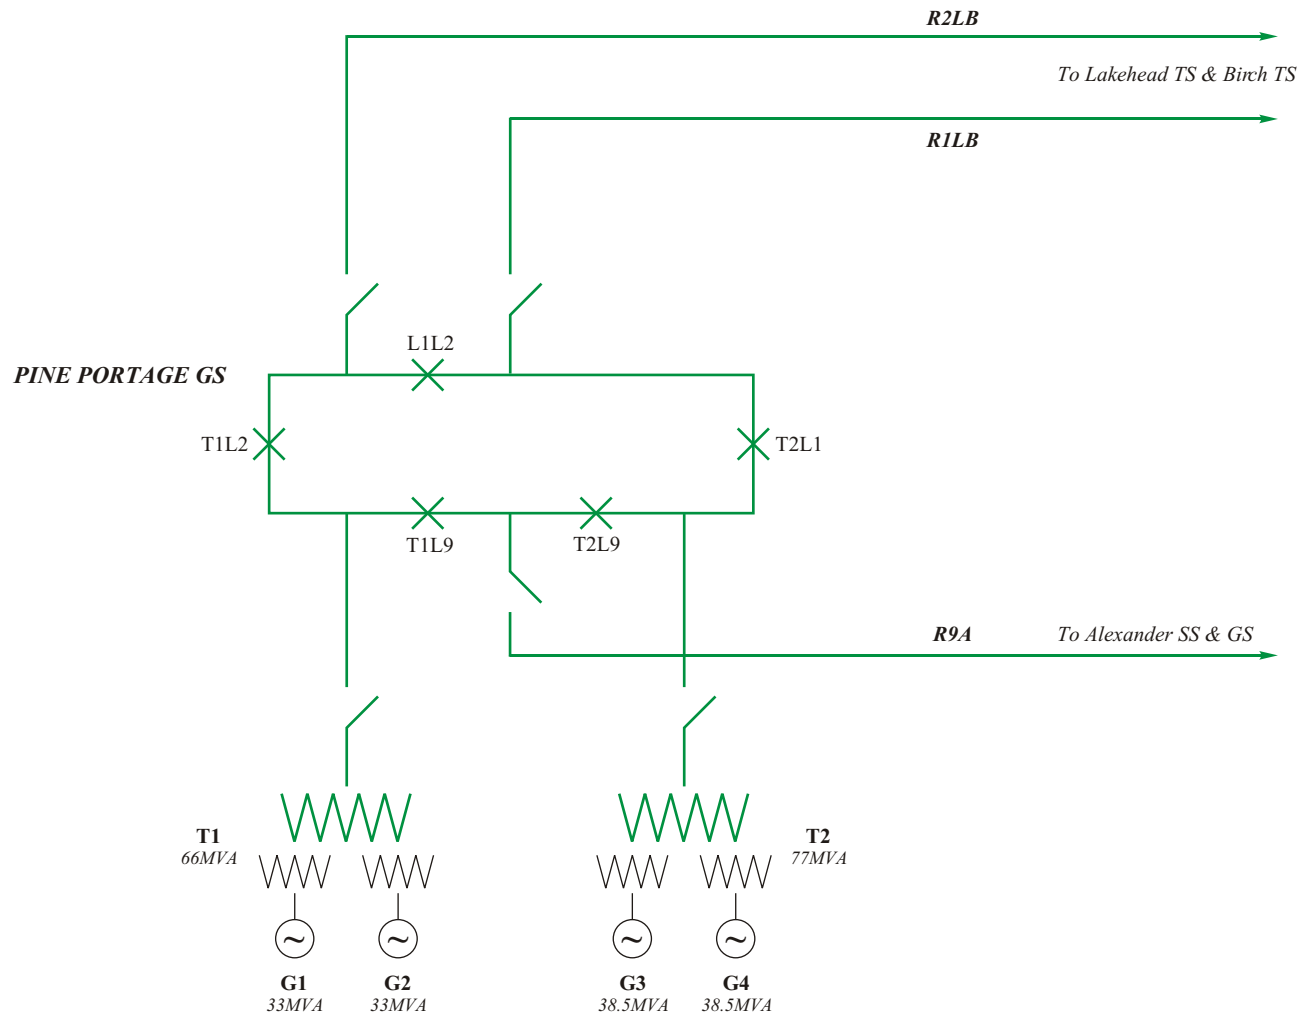 R2LB
To Lakehead TS & Birch TS
R1LB
L1L2
PINE PORTAGE GS
T1L2
T2L1
T1L9
T2L9
R9A
To Alexander SS & GS
T1
66MVA
T2
77MVA
G1
33MVA
G2
33MVA
G3
38.5MVA
G4
38.5MVA